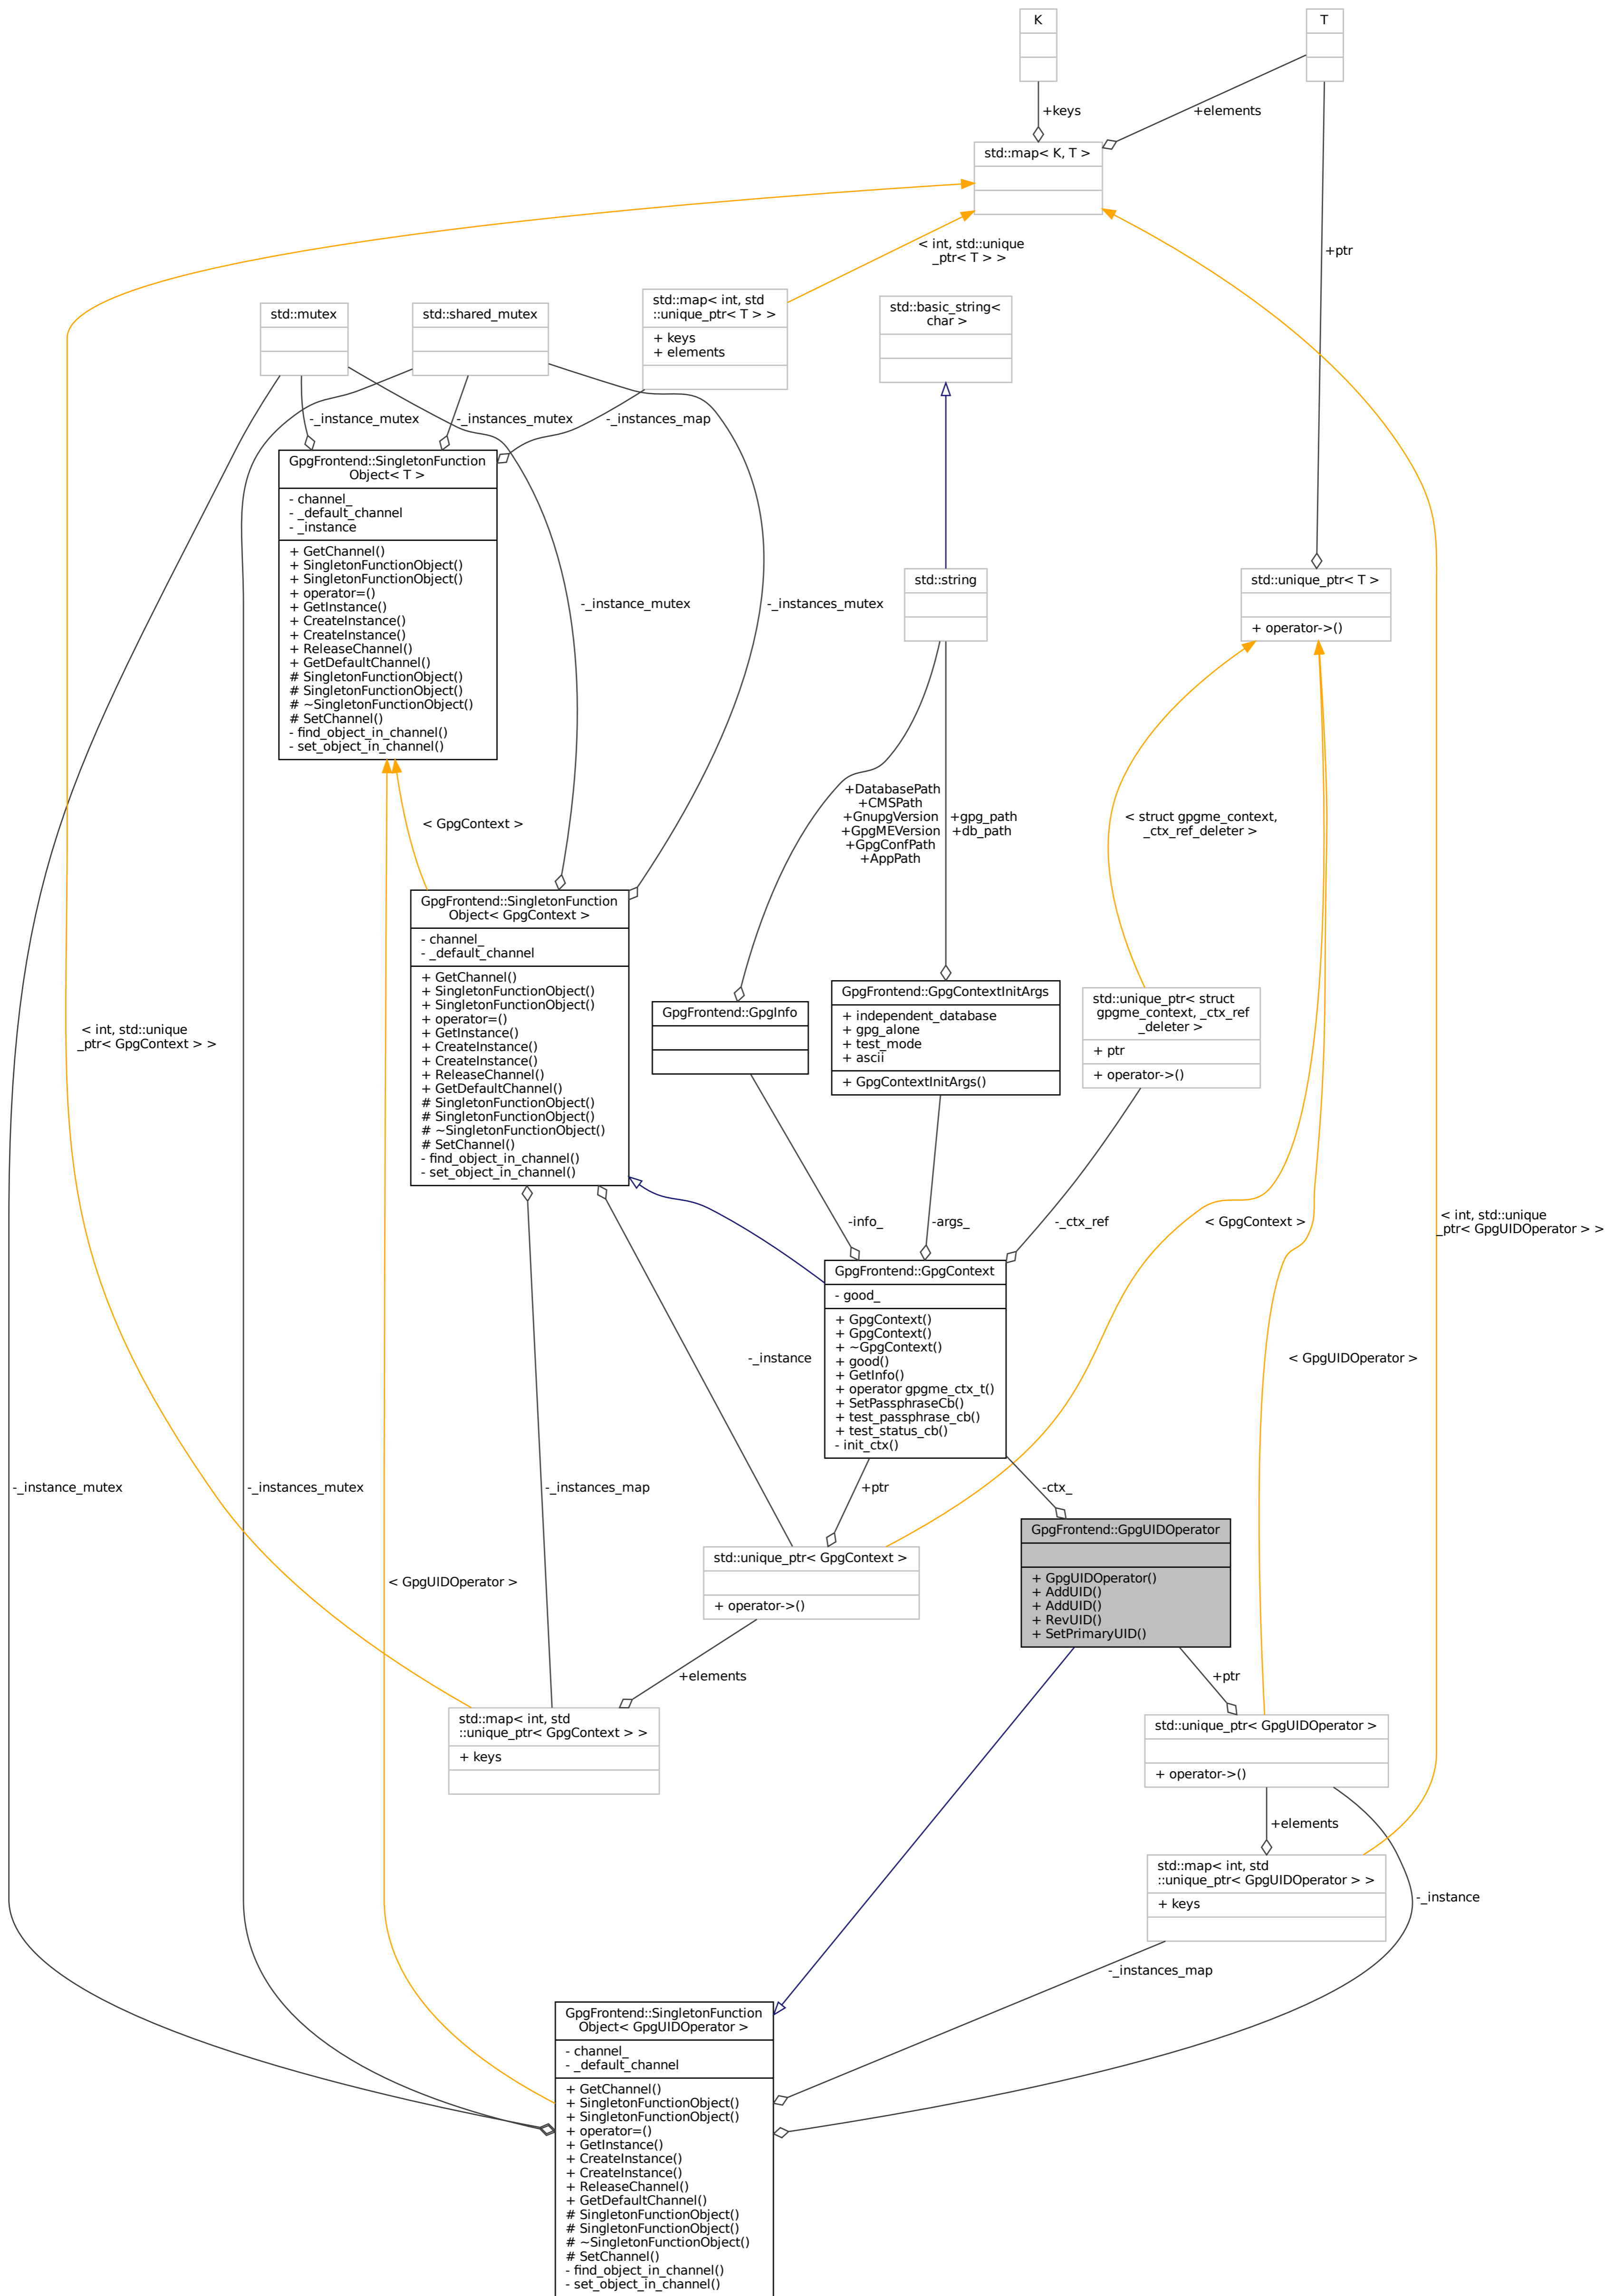 K
T
+keys
+elements
std::map< K, T >
< int, std::unique
_ptr< T > >
+ptr
std::mutex
std::shared_mutex
std::map< int, std
::unique_ptr< T > >
+ keys
+ elements
std::basic_string<
char >
-_instance_mutex
-_instances_mutex
-_instances_map
GpgFrontend::SingletonFunction
Object< T >
- channel_
- _default_channel
- _instance
+ GetChannel()
+ SingletonFunctionObject()
+ SingletonFunctionObject()
+ operator=()
+ GetInstance()
+ CreateInstance()
+ CreateInstance()
+ ReleaseChannel()
+ GetDefaultChannel()
# SingletonFunctionObject()
# SingletonFunctionObject()
# ~SingletonFunctionObject()
# SetChannel()
- find_object_in_channel()
- set_object_in_channel()
-_instance_mutex
-_instances_mutex
std::string
std::unique_ptr< T >
+ operator->()
+DatabasePath
+CMSPath
+GnupgVersion
+GpgMEVersion
+GpgConfPath
+AppPath
+gpg_path
+db_path
< struct gpgme_context,
_ctx_ref_deleter >
< GpgContext >
GpgFrontend::SingletonFunction
Object< GpgContext >
- channel_
- _default_channel
+ GetChannel()
+ SingletonFunctionObject()
+ SingletonFunctionObject()
+ operator=()
+ GetInstance()
+ CreateInstance()
+ CreateInstance()
+ ReleaseChannel()
+ GetDefaultChannel()
# SingletonFunctionObject()
# SingletonFunctionObject()
# ~SingletonFunctionObject()
# SetChannel()
- find_object_in_channel()
- set_object_in_channel()
GpgFrontend::GpgInfo
GpgFrontend::GpgContextInitArgs
+ independent_database
+ gpg_alone
+ test_mode
+ ascii
+ GpgContextInitArgs()
std::unique_ptr< struct
gpgme_context, _ctx_ref
_deleter >
+ ptr
+ operator->()
< int, std::unique
_ptr< GpgContext > >
-info_
-args_
-_ctx_ref
< GpgContext >
< int, std::unique
_ptr< GpgUIDOperator > >
GpgFrontend::GpgContext
- good_
+ GpgContext()
+ GpgContext()
+ ~GpgContext()
+ good()
+ GetInfo()
+ operator gpgme_ctx_t()
+ SetPassphraseCb()
+ test_passphrase_cb()
+ test_status_cb()
- init_ctx()
-_instance
< GpgUIDOperator >
-_instance_mutex
-_instances_mutex
-_instances_map
+ptr
-ctx_
GpgFrontend::GpgUIDOperator
+ GpgUIDOperator()
+ AddUID()
+ AddUID()
+ RevUID()
+ SetPrimaryUID()
std::unique_ptr< GpgContext >
+ operator->()
< GpgUIDOperator >
+elements
+ptr
std::map< int, std
::unique_ptr< GpgContext > >
+ keys
std::unique_ptr< GpgUIDOperator >
+ operator->()
+elements
std::map< int, std
::unique_ptr< GpgUIDOperator > >
+ keys
-_instance
-_instances_map
GpgFrontend::SingletonFunction
Object< GpgUIDOperator >
- channel_
- _default_channel
+ GetChannel()
+ SingletonFunctionObject()
+ SingletonFunctionObject()
+ operator=()
+ GetInstance()
+ CreateInstance()
+ CreateInstance()
+ ReleaseChannel()
+ GetDefaultChannel()
# SingletonFunctionObject()
# SingletonFunctionObject()
# ~SingletonFunctionObject()
# SetChannel()
- find_object_in_channel()
- set_object_in_channel()